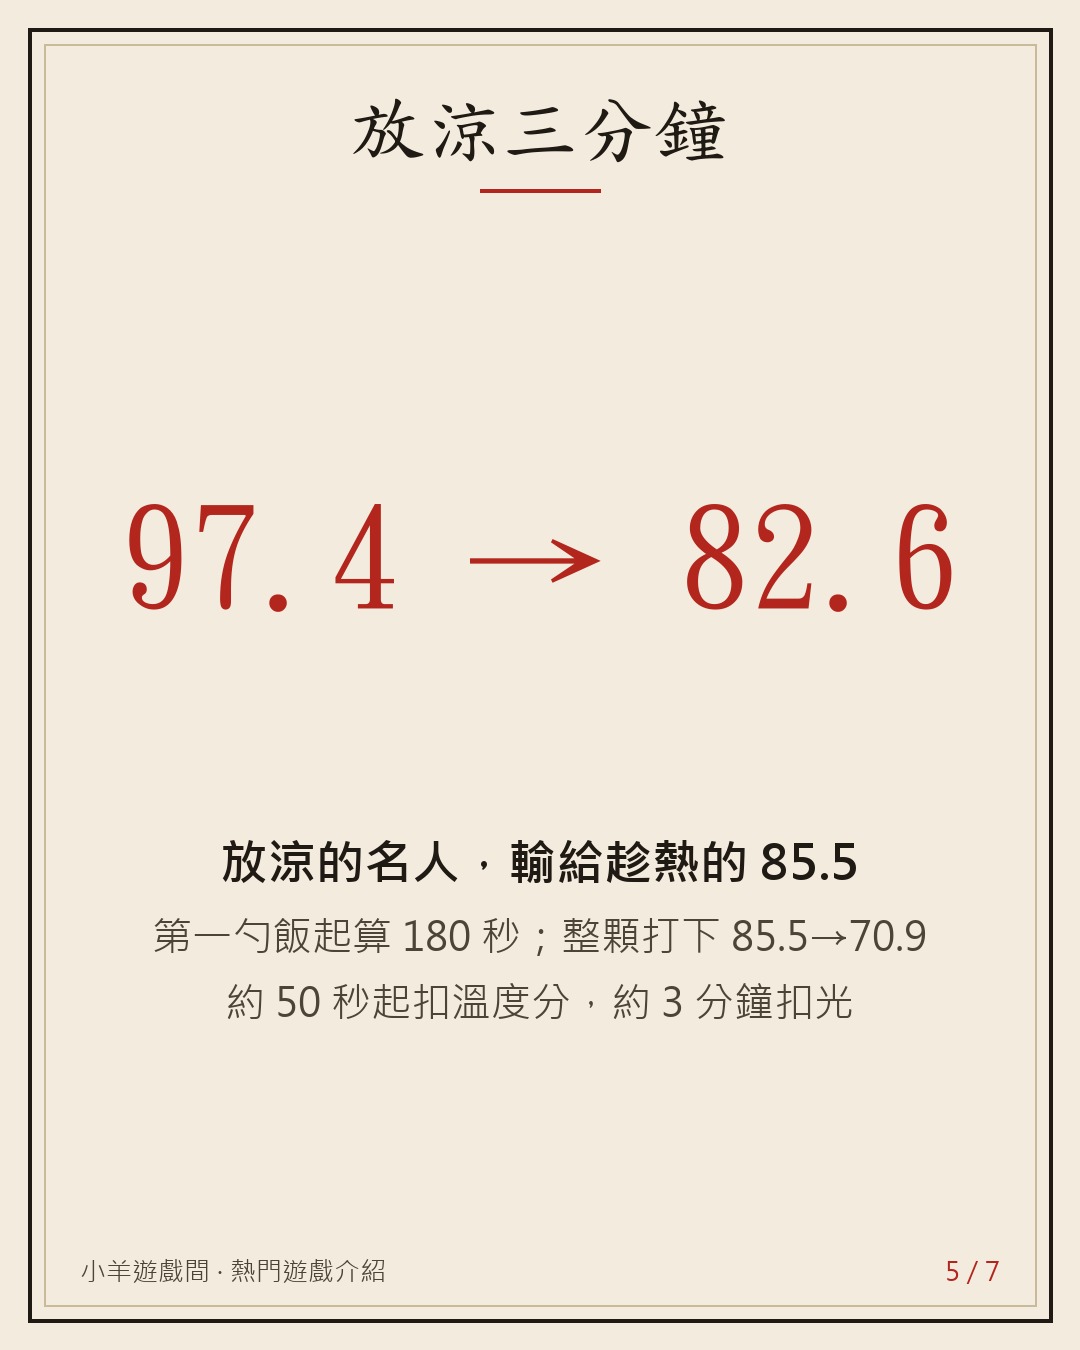 放涼三分鐘
97.4 → 82.6
放涼的名人，輸給趁熱的 85.5
第一勺飯起算 180 秒；整顆打下 85.5→70.9
約 50 秒起扣溫度分，約 3 分鐘扣光
小羊遊戲間 · 熱門遊戲介紹
5 / 7